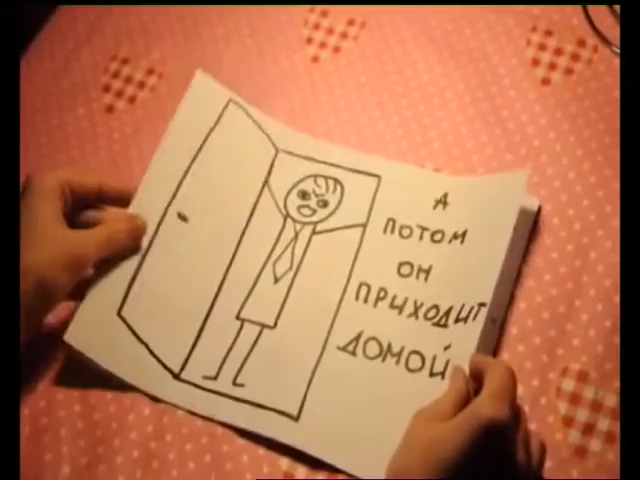 А
ПОТОМ
ОН
ПРИХОДИТ
ДОМОЙ